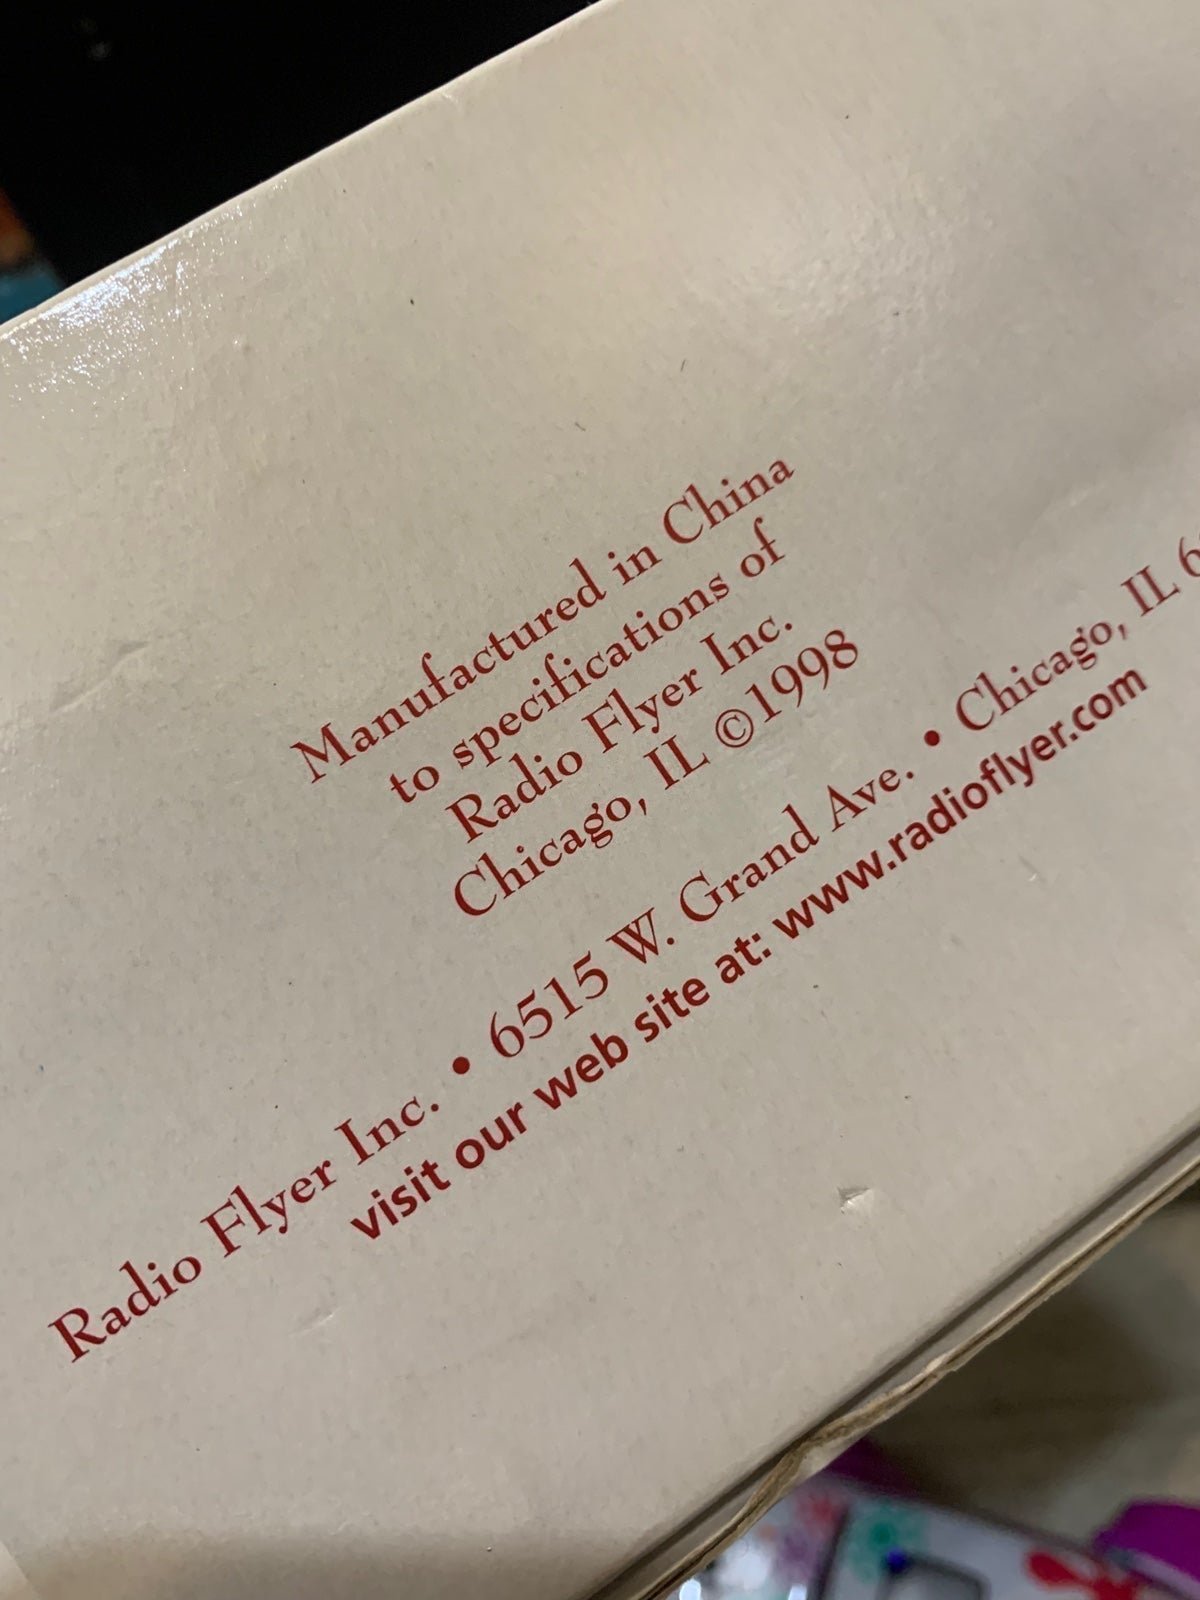 Manufactured in China
to specifications of
Radio Flyer Inc.
Chicago, IL ©1998
Radio Flyer Inc. • 6515 W. Grand Ave. • Chicago, IL
visit our web site at: www.radioflyer.com